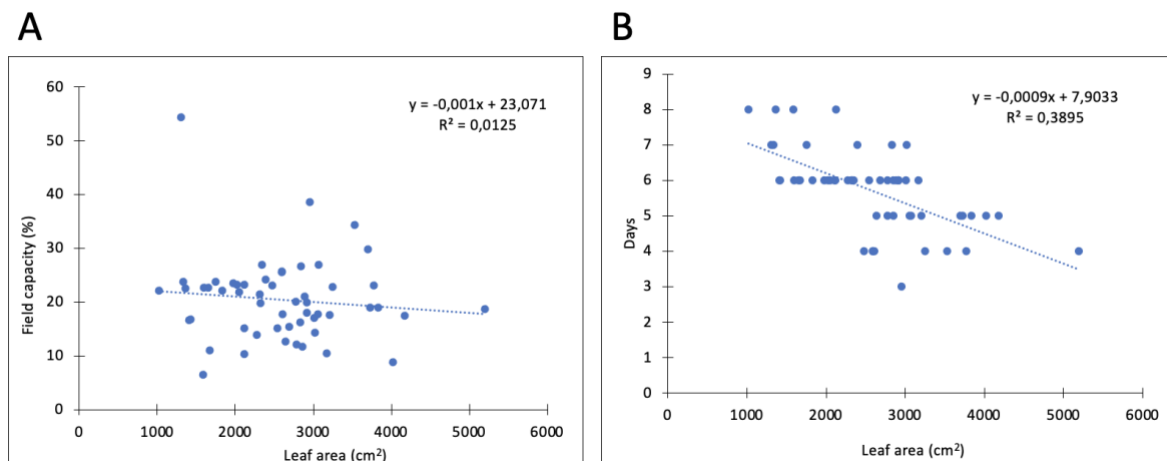 A
B
60
50
40
30
20
10
0
Field capacity (%)
y = -0,001x + 23,071
R² = 0,0125
0 1000 2000 3000 4000 5000 6000
Leaf area (cm²)
9
8
7
6
5
4
3
2
1
0
Days
y = -0,0009x + 7,9033
R² = 0,3895
0 1000 2000 3000 4000 5000 6000
Leaf area (cm²)